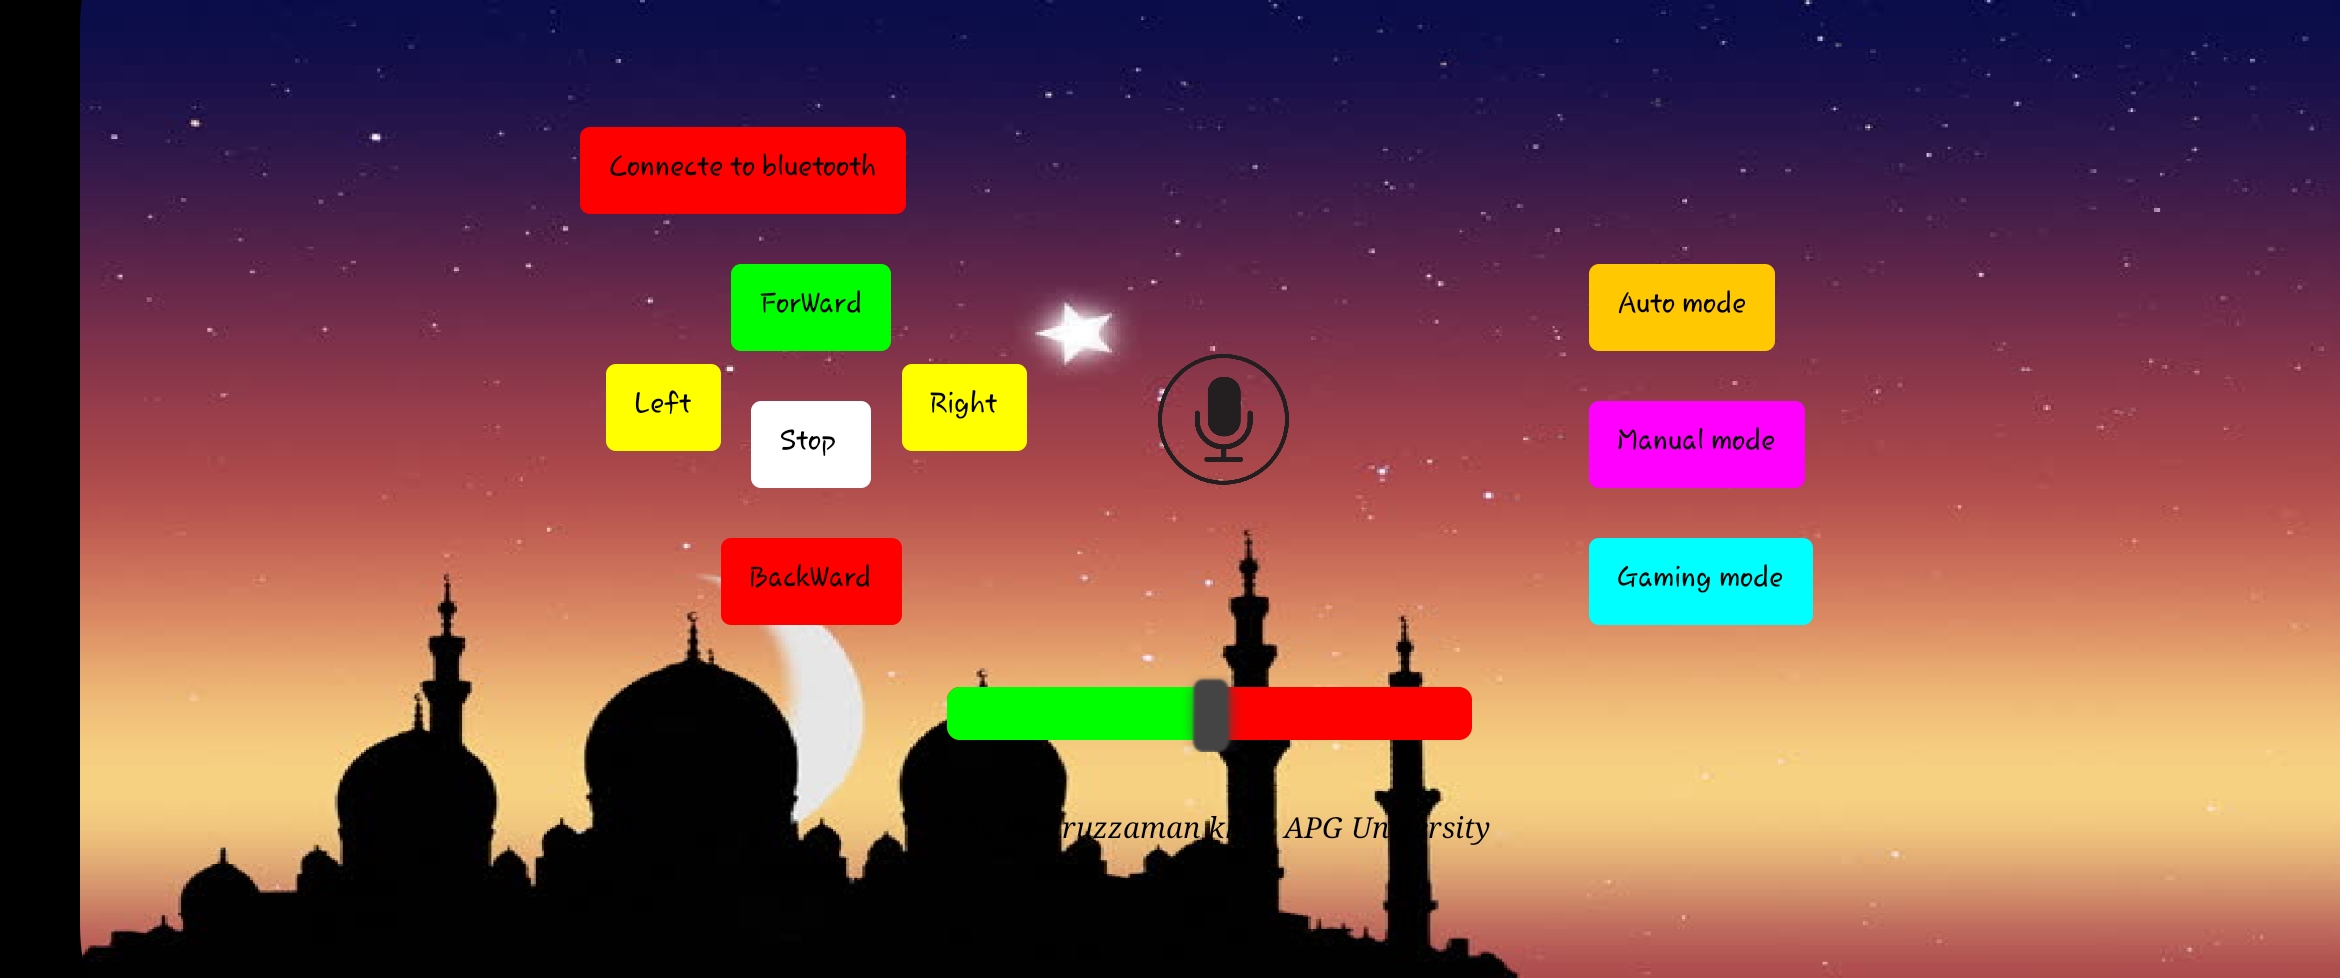 Connecte to bluetooth
ForWard
Auto mode
Left
Right
Stop
Manual mode
BackWard
Gaming mode
APG